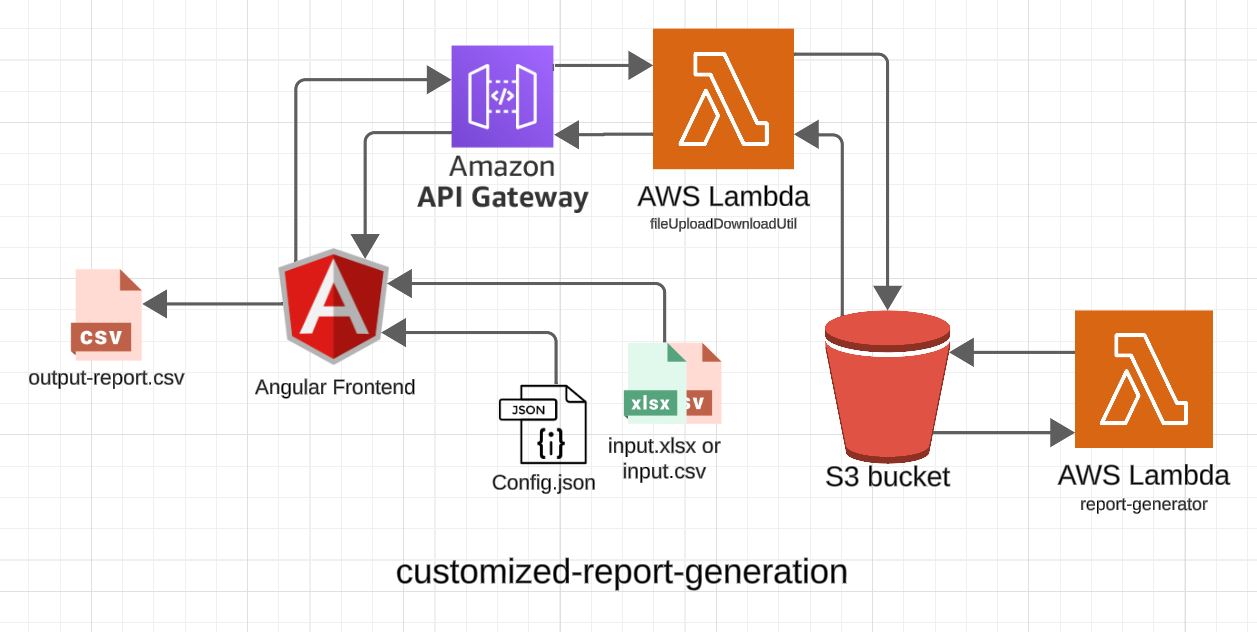 </>
Amazon
API Gateway
AWS Lambda
fileUploadDownloadUtil
A
csv
output-report.csv
Angular Frontend
JSON
{i}
Config.json
xlsx
sv
input.xlsx or
input.csv
S3 bucket
AWS Lambda
report-generator
customized-report-generation